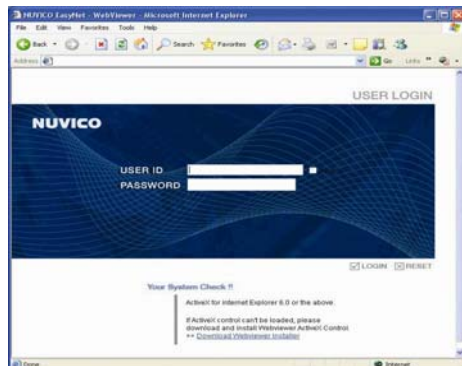 NUVICO EasyNet - WebViewer - Microsoft Internet Explorer
File Edit View Favorites Tools Help
Back Search Favorites
Address Go Links
USER LOGIN
NUVICO
USER ID
PASSWORD
LOGIN RESET
Your System Check !!
ActiveX for Internet Explorer 6.0 or the above.
If ActiveX control can't be loaded, please
download and install Webviewer ActiveX Control.
Download Webviewer Installer
Done Internet